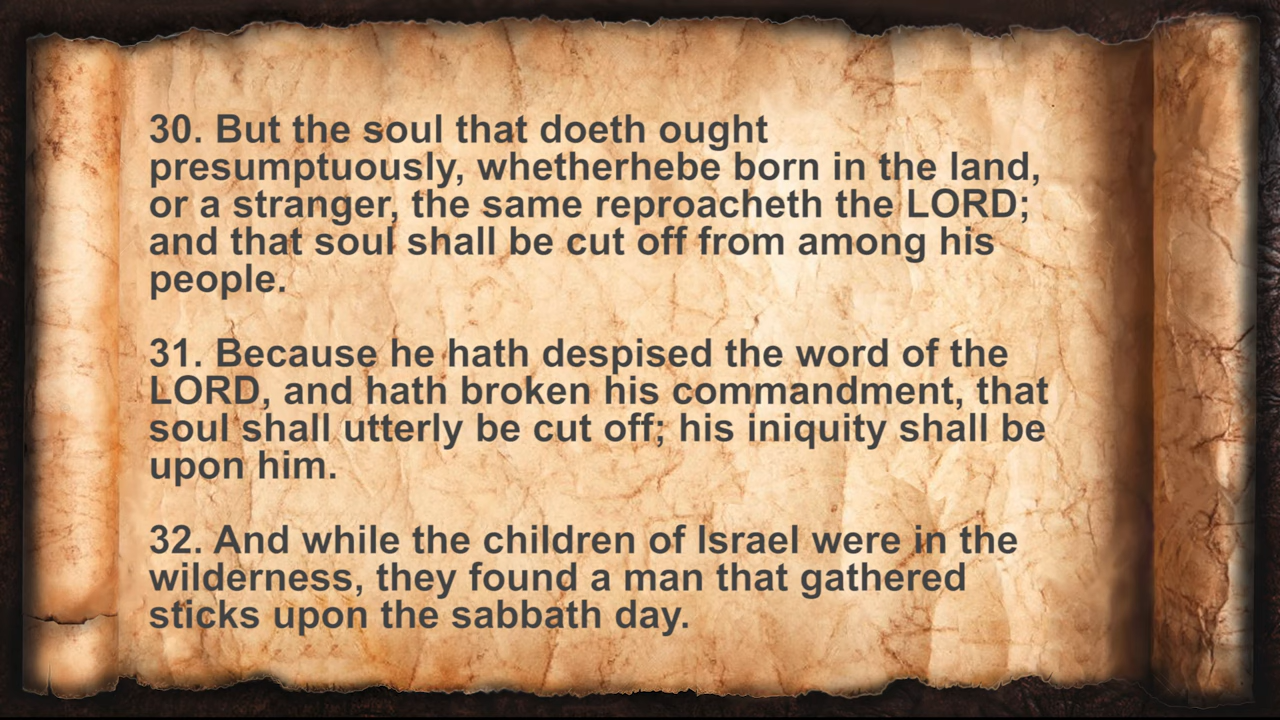 30. But the soul that doeth ought
presumptuously, whetherhebe born in the land,
or a stranger, the same reproacheth the LORD;
and that soul shall be cut off from among his
people.
31. Because he hath despised the word of the
LORD, and hath broken his commandment, that
soul shall utterly be cut off; his iniquity shall be
upon him.
32. And while the children of Israel were in the
wilderness, they found a man that gathered
sticks upon the sabbath day.